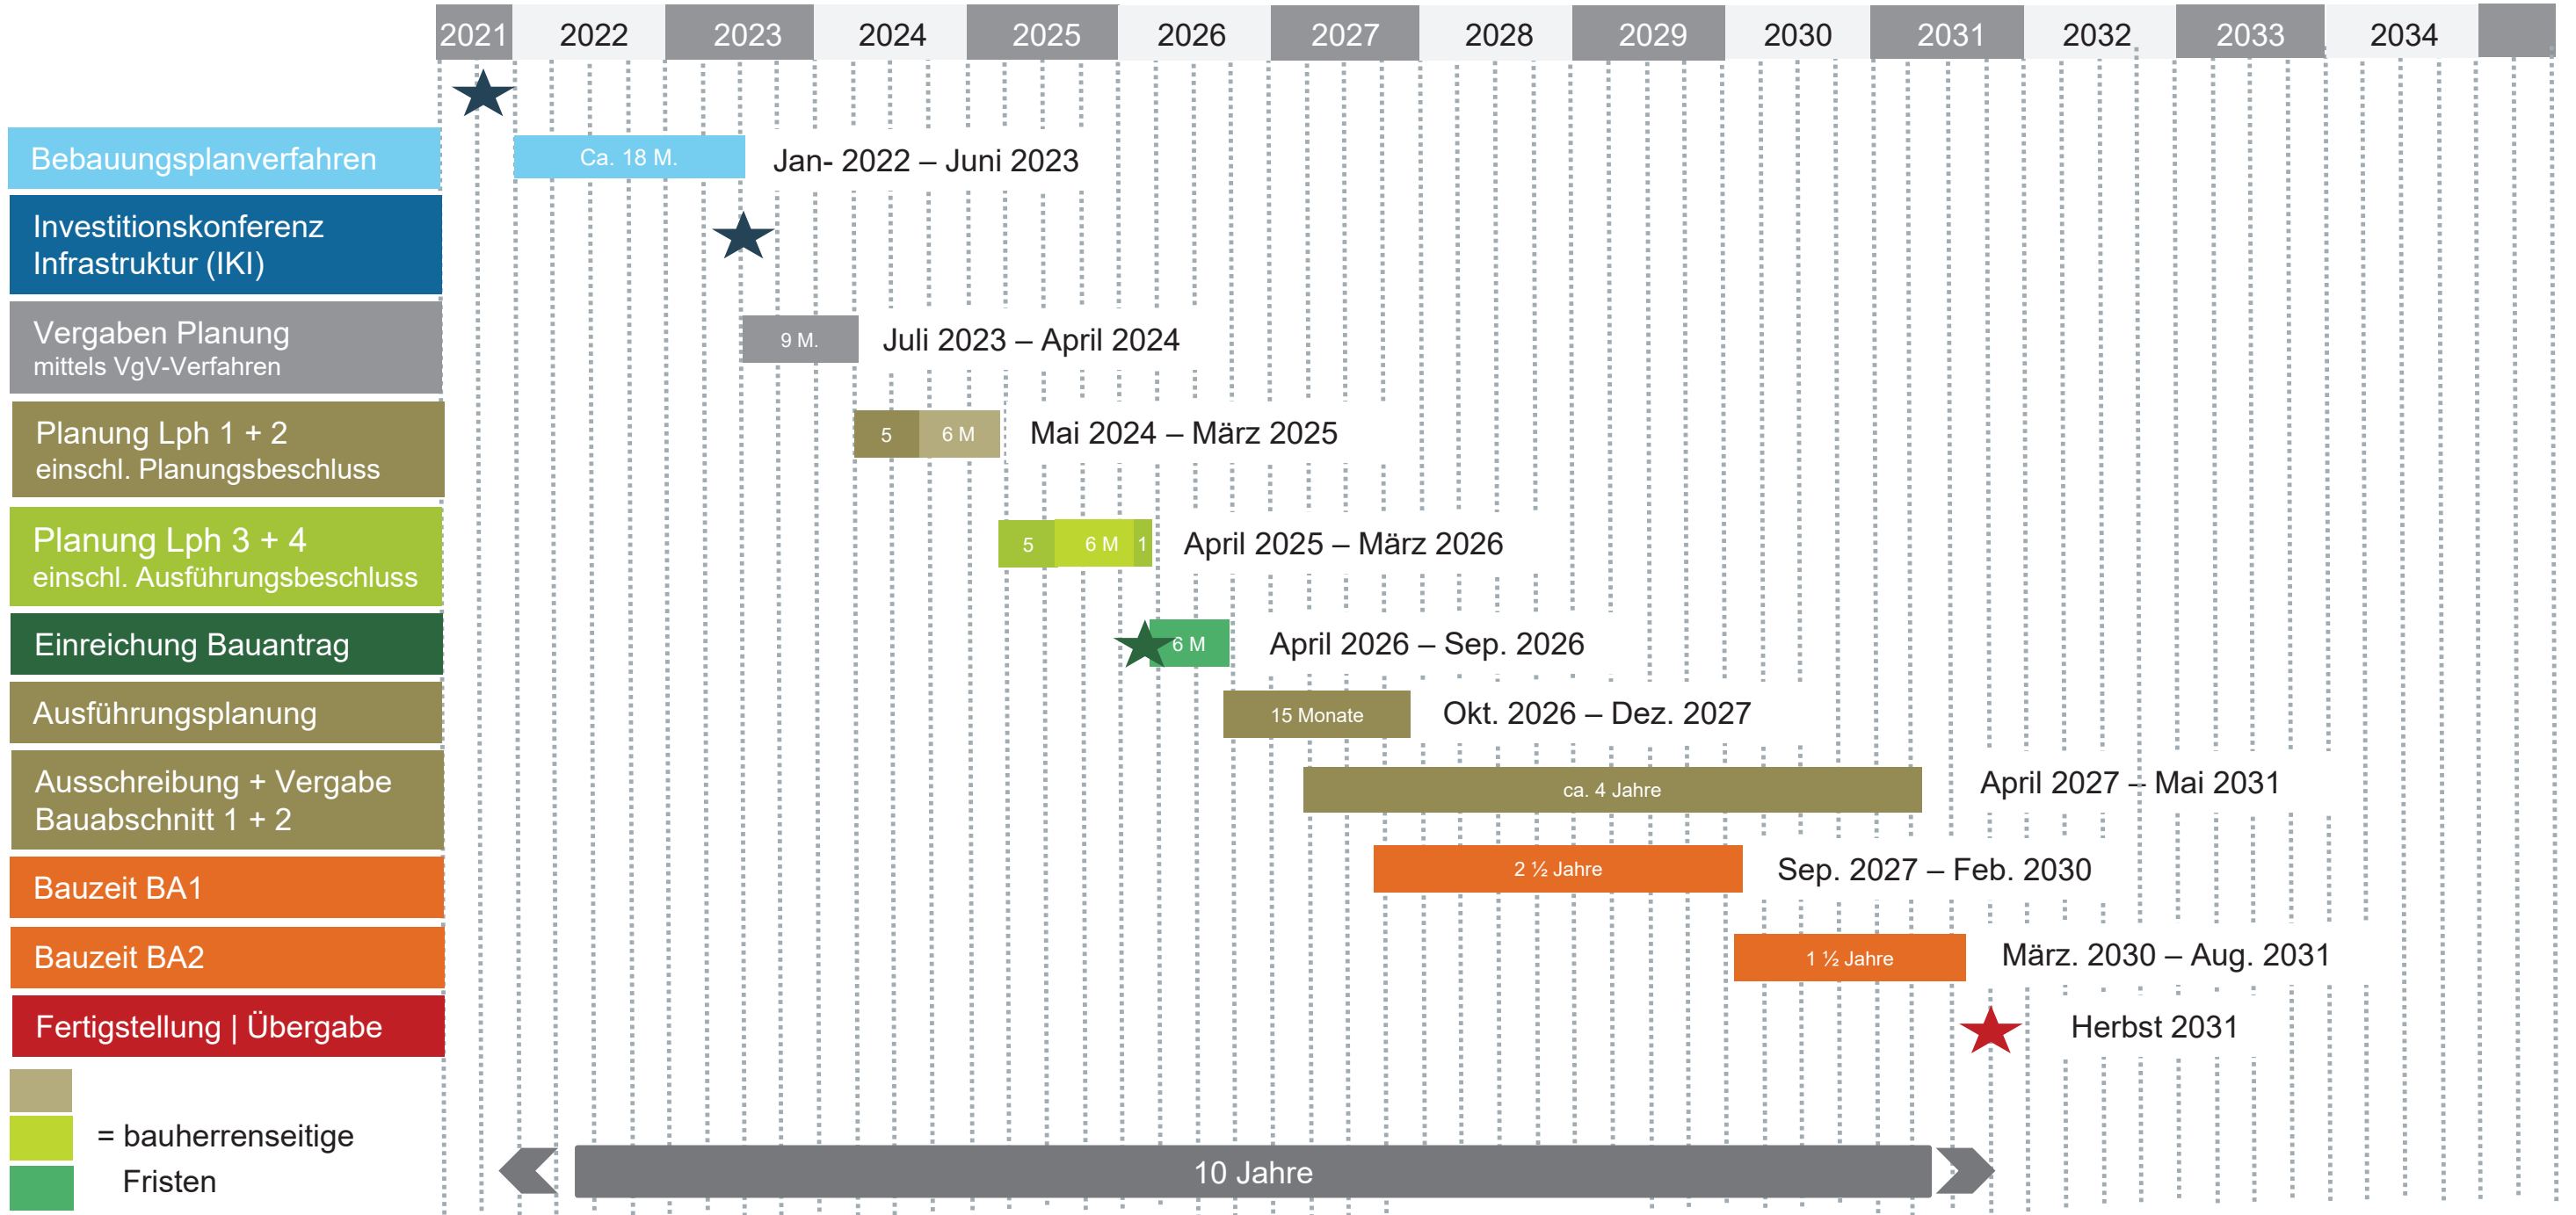 2021 2022 2023 2024 2025 2026 2027 2028 2029 2030 2031 2032 2033 2034
Bebauungsplanverfahren
Ca. 18 M.
Jan- 2022 – Juni 2023
Investitionskonferenz
Infrastruktur (IKI)
Vergaben Planung
mittels VgV-Verfahren
9 M.
Juli 2023 – April 2024
Planung Lph 1 + 2
einschl. Planungsbeschluss
5
6 M
Mai 2024 – März 2025
Planung Lph 3 + 4
einschl. Ausführungsbeschluss
5
6 M
1
April 2025 – März 2026
Einreichung Bauantrag
6 M
April 2026 – Sep. 2026
Ausführungsplanung
15 Monate
Okt. 2026 – Dez. 2027
Ausschreibung + Vergabe
Bauabschnitt 1 + 2
ca. 4 Jahre
April 2027 – Mai 2031
Bauzeit BA1
2 ½ Jahre
Sep. 2027 – Feb. 2030
Bauzeit BA2
1 ½ Jahre
März. 2030 – Aug. 2031
Fertigstellung | Übergabe
Herbst 2031
= bauherrenseitige
Fristen
10 Jahre